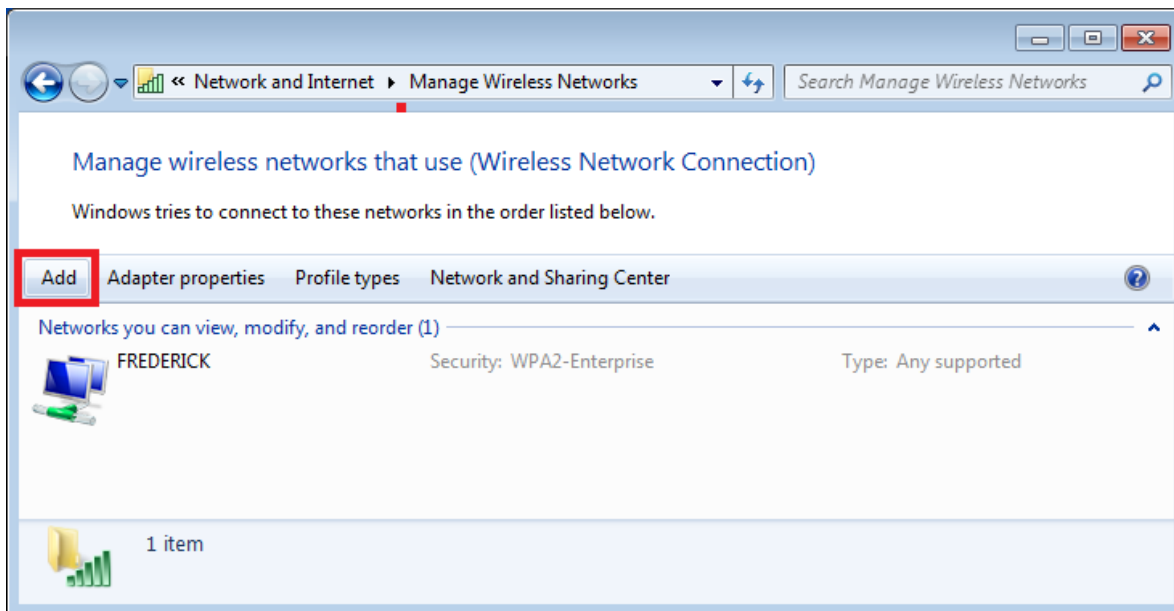 « Network and Internet ▸ Manage Wireless Networks Search Manage Wireless Networks
Manage wireless networks that use (Wireless Network Connection)
Windows tries to connect to these networks in the order listed below.
Add Adapter properties Profile types Network and Sharing Center
Networks you can view, modify, and reorder (1)
FREDERICK Security: WPA2-Enterprise Type: Any supported
1 item